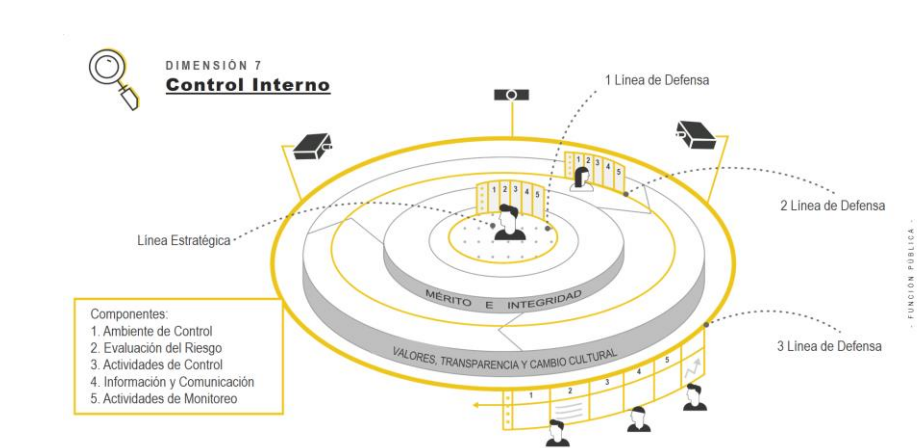 DIMENSIÓN 7
Control Interno
1 Línea de Defensa
1 2 3 4 5
1 2 3 4 5
2 Línea de Defensa
Línea Estratégica
MÉRITO E INTEGRIDAD
VALORES, TRANSPARENCIA Y CAMBIO CULTURAL
3 Línea de Defensa
1 2 3 4 5
Componentes:
1. Ambiente de Control
2. Evaluación del Riesgo
3. Actividades de Control
4. Información y Comunicación
5. Actividades de Monitoreo
- FUNCIÓN PÚBLICA -